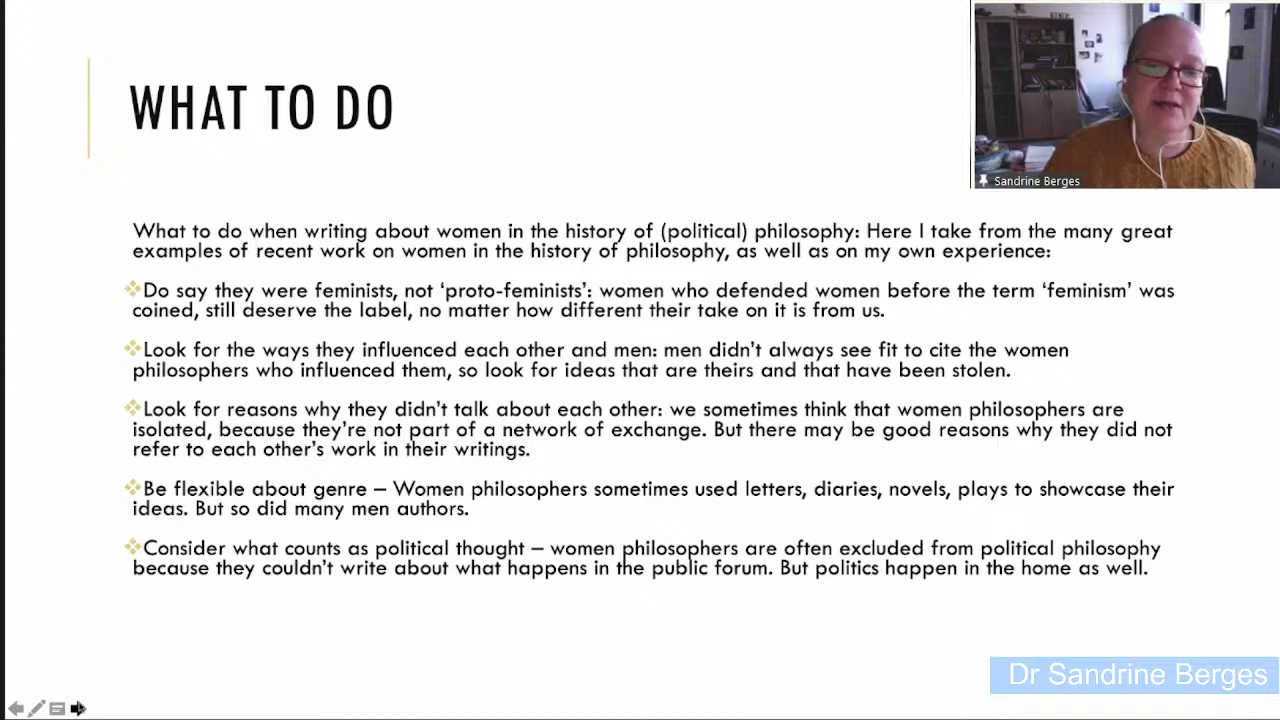 WHAT TO DO
Sandrine Berges
What to do when writing about women in the history of (political) philosophy: Here I take from the many great
examples of recent work on women in the history of philosophy, as well as on my own experience:
Do say they were feminists, not ‘proto-feminists’: women who defended women before the term ‘feminism’ was
coined, still deserve the label, no matter how different their take on it is from us.
Look for the ways they influenced each other and men: men didn’t always see fit to cite the women
philosophers who influenced them, so look for ideas that are theirs and that have been stolen.
Look for reasons why they didn’t talk about each other: we sometimes think that women philosophers are
isolated, because they’re not part of a network of exchange. But there may be good reasons why they did not
refer to each other’s work in their writings.
Be flexible about genre – Women philosophers sometimes used letters, diaries, novels, plays to showcase their
ideas. But so did many men authors.
Consider what counts as political thought – women philosophers are often excluded from political philosophy
because they couldn’t write about what happens in the public forum. But politics happen in the home as well.
Dr Sandrine Berges